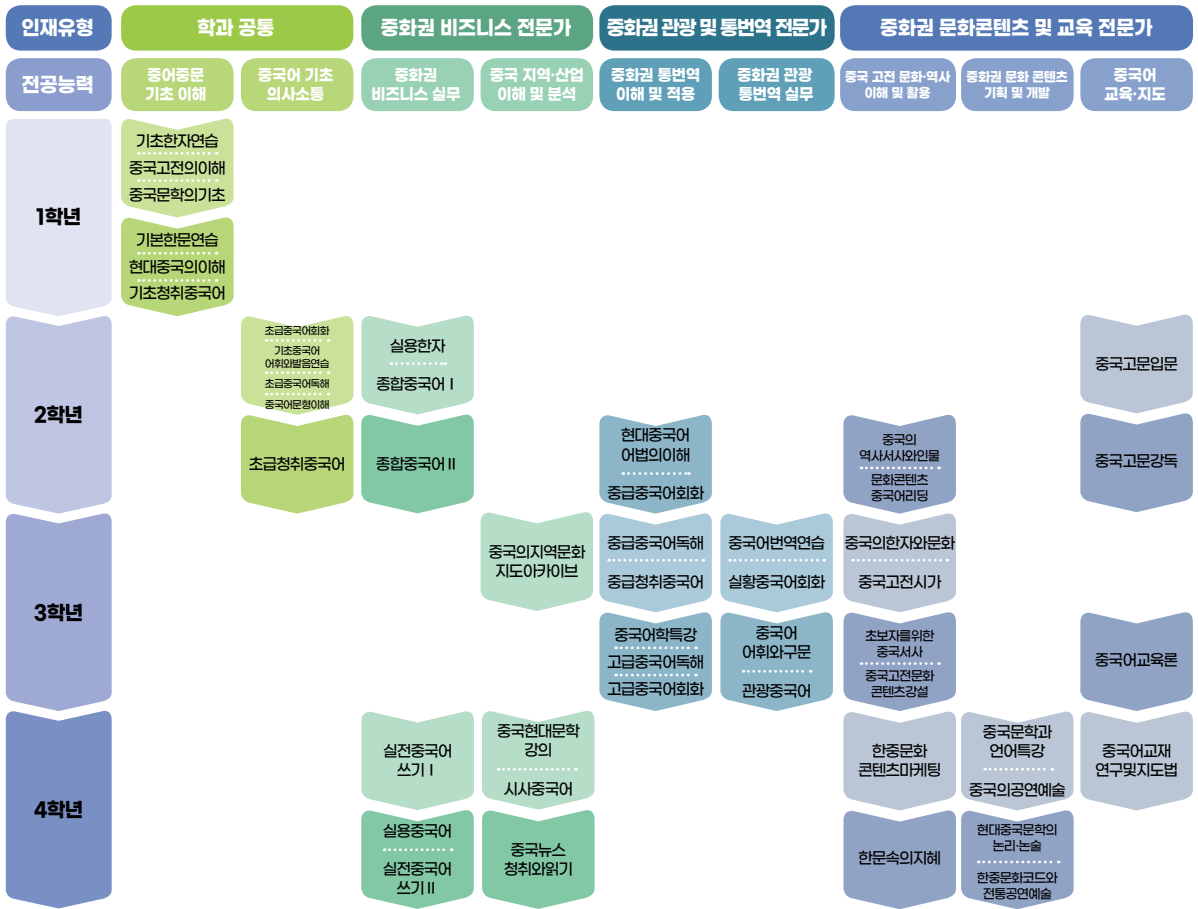 인재유형
학과 공통
중화권 비즈니스 전문가
중화권 관광 및 통번역 전문가
중화권 문화콘텐츠 및 교육 전문가
전공능력
중어중문
기초 이해
중국어 기초
의사소통
중화권
비즈니스 실무
중국 지역·산업
이해 및 분석
중화권 통번역
이해 및 적용
중화권 관광
통번역 실무
중국 고전 문화·역사
이해 및 활용
중화권 문화 콘텐츠
기획 및 개발
중국어
교육·지도
1학년
기초한자연습
중국고전의이해
중국문학의기초
기본한문연습
현대중국의이해
기초청취중국어
2학년
초급중국어회화
기초중국어
어휘와발음연습
초급중국어독해
중국어문형이해
실용한자
종합중국어 I
중국고문입문
초급청취중국어
종합중국어 II
현대중국어
어법의이해
중급중국어회화
중국의
역사서사와인물
문화콘텐츠
중국어리딩
중국고문강독
3학년
중국의지역문화
지도아카이브
중급중국어독해
중급청취중국어
중국어번역연습
실황중국어회화
중국의한자와문화
중국고전시가
중국어학특강
고급중국어독해
고급중국어회화
중국어
어휘와구문
관광중국어
초보자를위한
중국서사
중국고전문화
콘텐츠강설
중국어교육론
4학년
실전중국어
쓰기 I
중국현대문학
강의
시사중국어
한중문화
콘텐츠마케팅
중국문학과
언어특강
중국의공연예술
중국어교재
연구및지도법
실용중국어
실전중국어
쓰기 II
중국뉴스
청취와읽기
한문속의지혜
현대중국문학의
논리·논술
한중문화코드와
전통공연예술